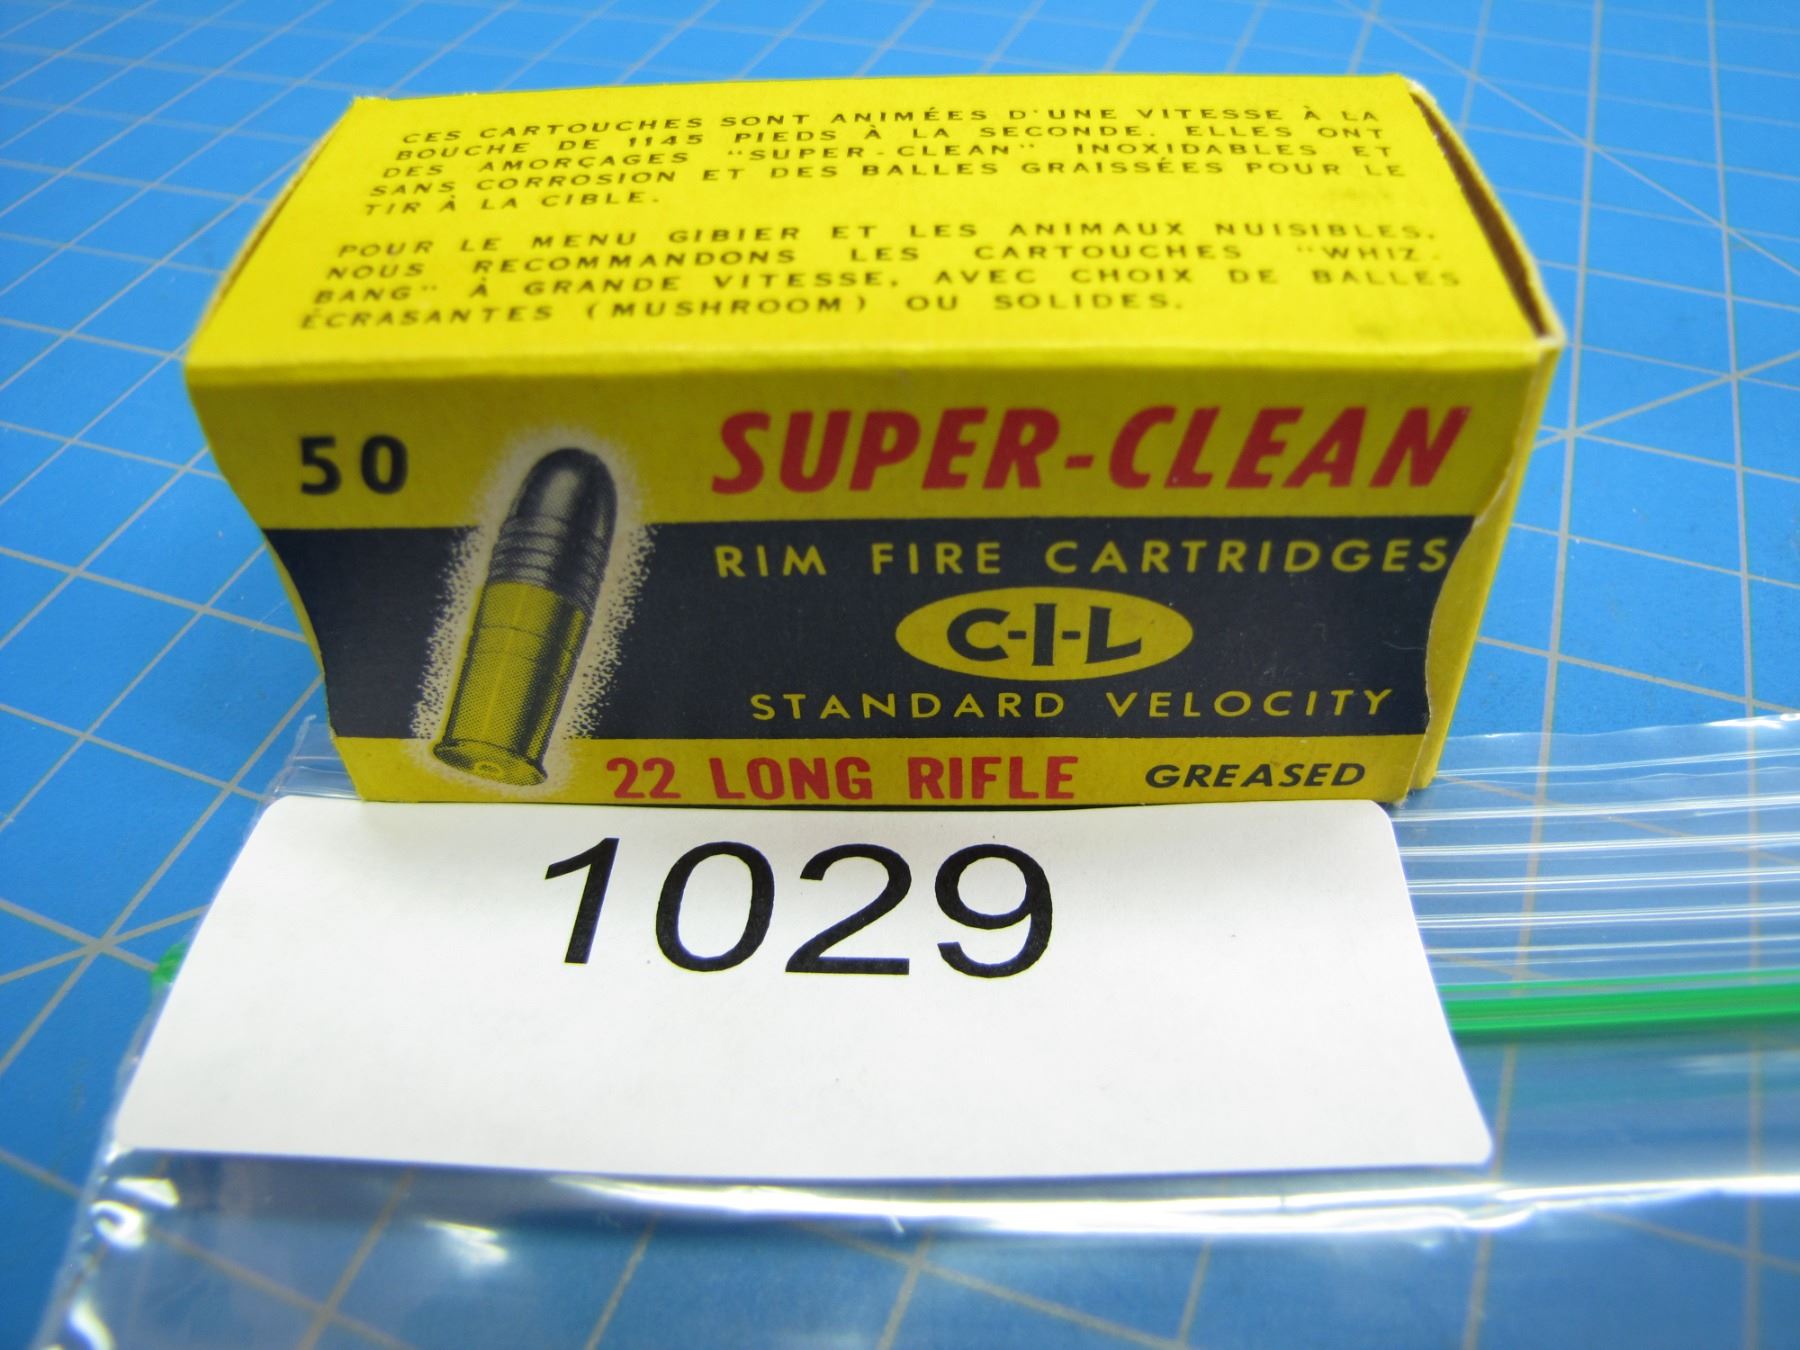 CES CARTOUCHES SONT ANIMÉES D'UNE VITESSE À LA
BOUCHE DE 1145 PIEDS À LA SECONDE. ELLES ONT
DES AMORÇAGES "SUPER-CLEAN" INOXIDABLES ET
SANS CORROSION ET DES BALLES GRAISSÉES POUR LE
TIR À LA CIBLE.
POUR LE MENU GIBIER ET LES ANIMAUX NUISIBLES,
NOUS RECOMMANDONS LES CARTOUCHES "WHIZ-
BANG" À GRANDE VITESSE, AVEC CHOIX DE BALLES
ÉCRASANTES (MUSHROOM) OU SOLIDES.
50
SUPER-CLEAN
RIM FIRE CARTRIDGES
C-I-L
STANDARD VELOCITY
22 LONG RIFLE GREASED
1029